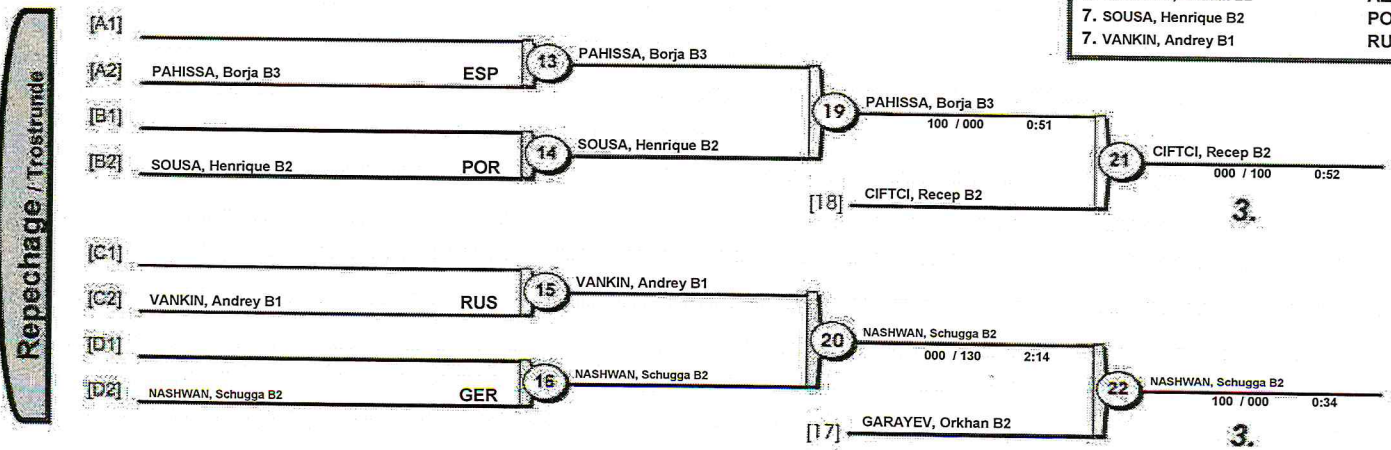 7. SOUSA, Henrique B2 PO
7. VANKIN, Andrey B1 RU
Repechage / Trostrunde
[A1]
[A2] PAHISSA, Borja B3 ESP
13 PAHISSA, Borja B3
[B1]
[B2] SOUSA, Henrique B2 POR
14 SOUSA, Henrique B2
19 PAHISSA, Borja B3
100 / 000 0:51
[18] CIFTCI, Recep B2
21 CIFTCI, Recep B2
000 / 100 0:52
3.
[C1]
[C2] VANKIN, Andrey B1 RUS
15 VANKIN, Andrey B1
[D1]
[D2] NASHWAN, Schugga B2 GER
16 NASHWAN, Schugga B2
20 NASHWAN, Schugga B2
000 / 130 2:14
[17] GARAYEV, Orkhan B2
22 NASHWAN, Schugga B2
100 / 000 0:34
3.